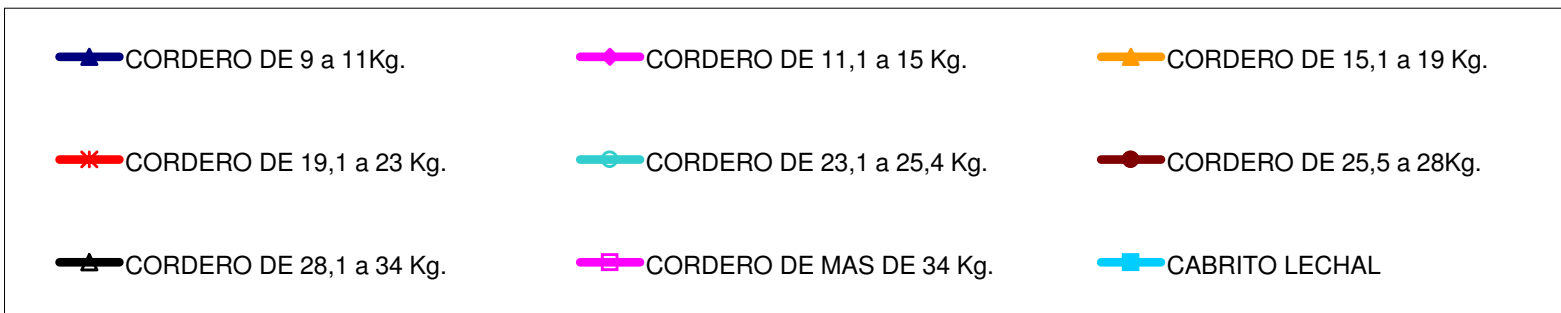 CORDERO DE 9 a 11Kg.
CORDERO DE 11,1 a 15 Kg.
CORDERO DE 15,1 a 19 Kg.
CORDERO DE 19,1 a 23 Kg.
CORDERO DE 23,1 a 25,4 Kg.
CORDERO DE 25,5 a 28Kg.
CORDERO DE 28,1 a 34 Kg.
CORDERO DE MAS DE 34 Kg.
CABRITO LECHAL